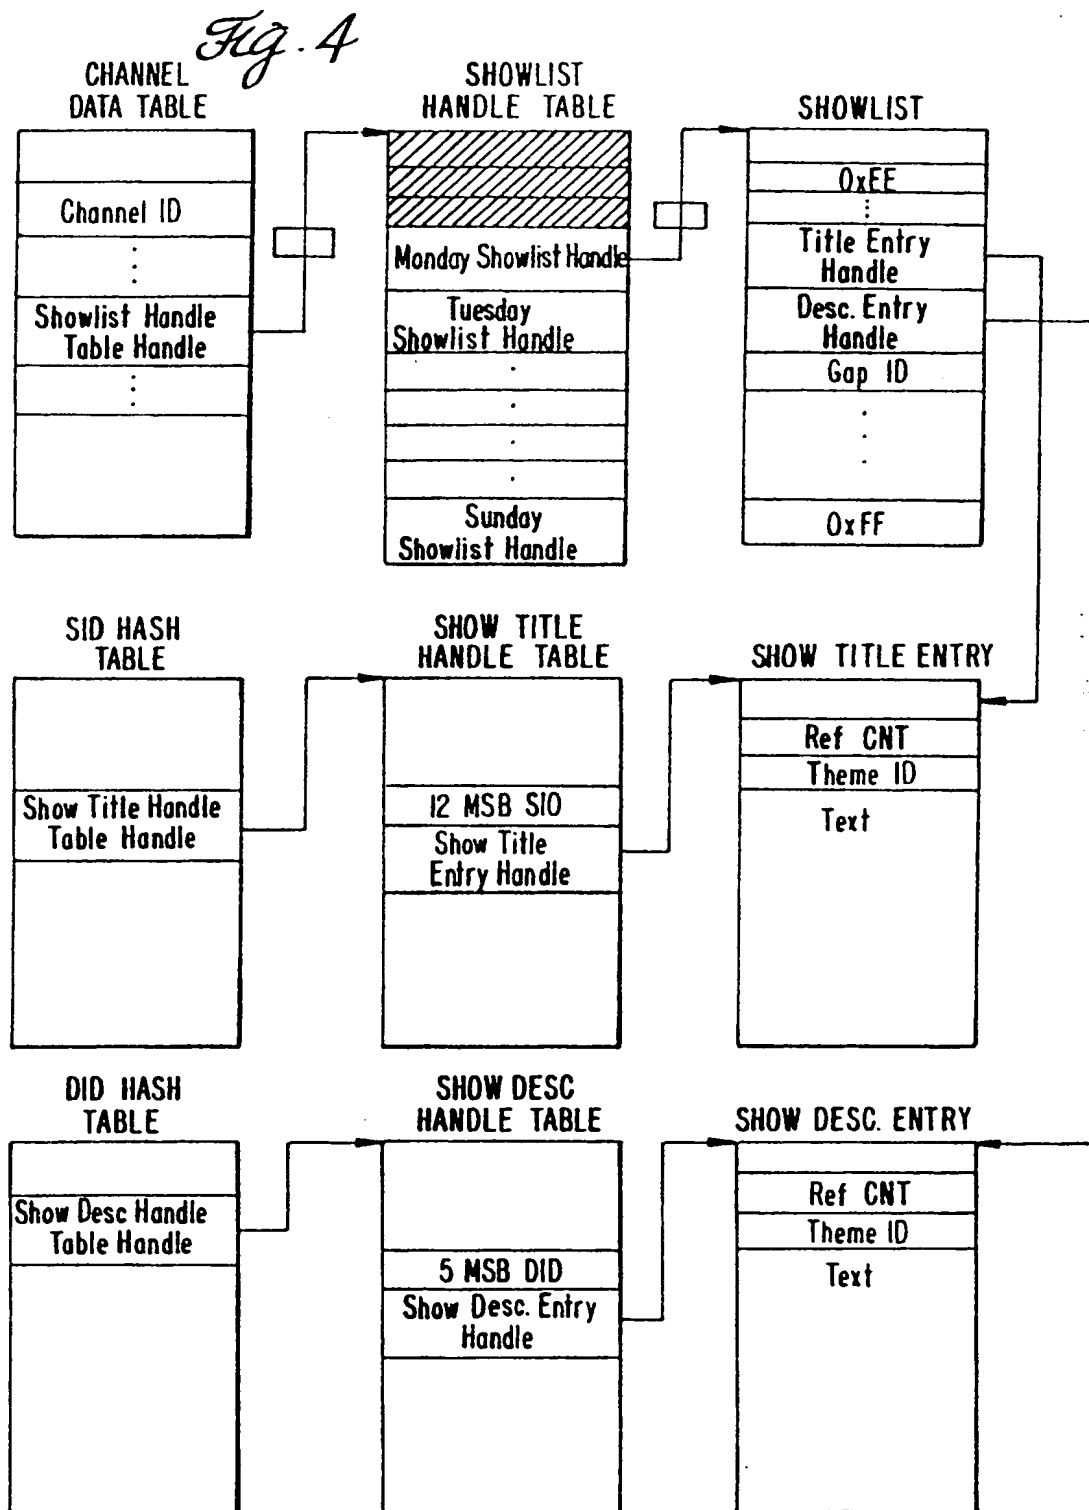 Fig. 4
CHANNEL
DATA TABLE
Channel ID
Showlist Handle
Table Handle
SHOWLIST
HANDLE TABLE
Monday Showlist Handle
Tuesday
Showlist Handle
Sunday
Showlist Handle
SHOWLIST
0xEE
Title Entry
Handle
Desc. Entry
Handle
Gap ID
0xFF
SID HASH
TABLE
Show Title Handle
Table Handle
SHOW TITLE
HANDLE TABLE
12 MSB SIO
Show Title
Entry Handle
SHOW TITLE ENTRY
Ref CNT
Theme ID
Text
DID HASH
TABLE
Show Desc Handle
Table Handle
SHOW DESC
HANDLE TABLE
5 MSB DID
Show Desc. Entry
Handle
SHOW DESC. ENTRY
Ref CNT
Theme ID
Text